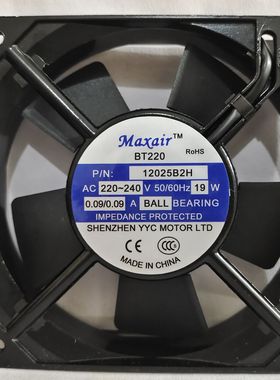 Maxair™
BT220
RoHS
P/N: 12025B2H
AC 220~240 V 50/60Hz 19 W
0.09/0.09 A BALL BEARING
IMPEDANCE PROTECTED
SHENZHEN YYC MOTOR LTD
CE
MADE IN CHINA